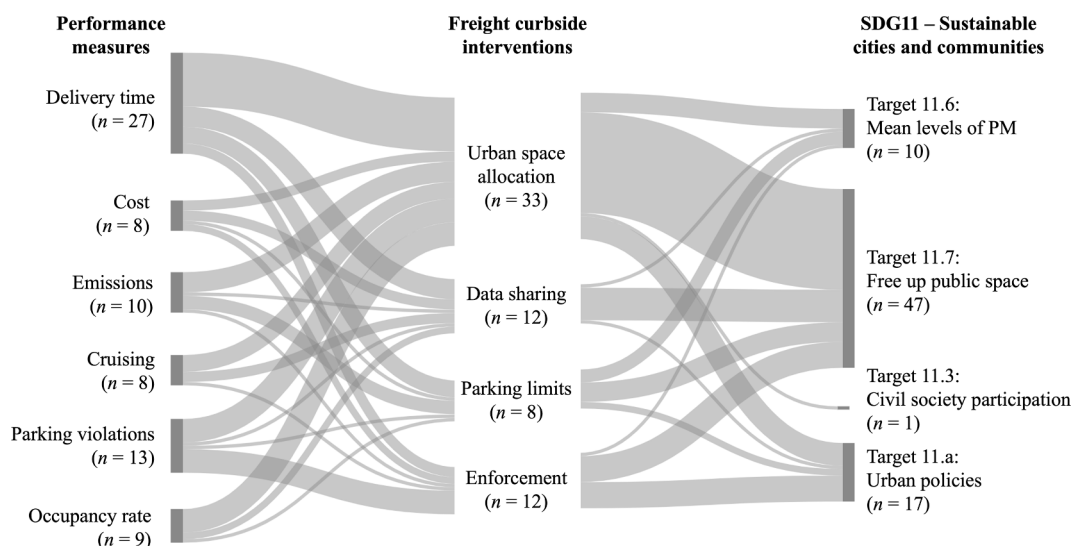 Performance
measures
Delivery time
(n = 27)
Cost
(n = 8)
Emissions
(n = 10)
Cruising
(n = 8)
Parking violations
(n = 13)
Occupancy rate
(n = 9)
Freight curbside
interventions
Urban space
allocation
(n = 33)
Data sharing
(n = 12)
Parking limits
(n = 8)
Enforcement
(n = 12)
SDG11 – Sustainable
cities and communities
Target 11.6:
Mean levels of PM
(n = 10)
Target 11.7:
Free up public space
(n = 47)
Target 11.3:
Civil society participation
(n = 1)
Target 11.a:
Urban policies
(n = 17)